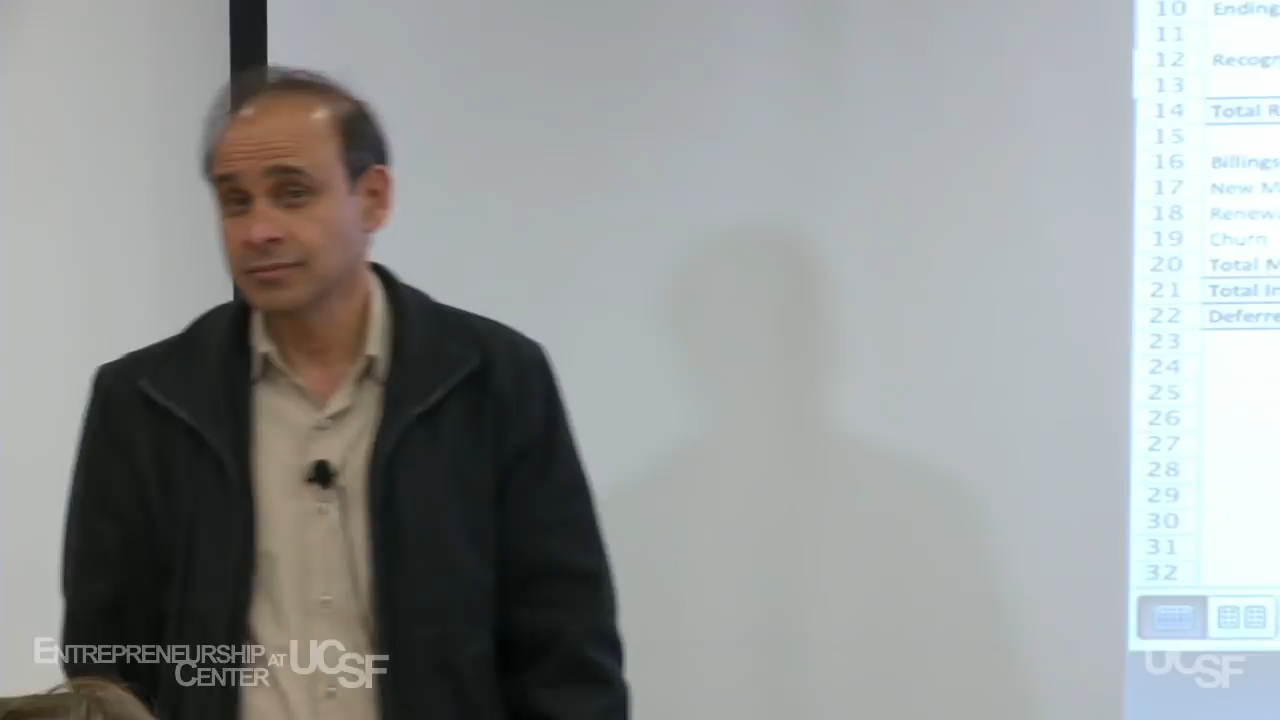 10 Ending
11
12 Recogn
13
14 Total R
15
16 Billings
17 New M
18 Renew
19 Churn
20 Total M
21 Total In
22 Deferre
23
24
25
26
27
28
29
30
31
32
ENTREPRENEURSHIP
CENTER AT UCSF
UCSF